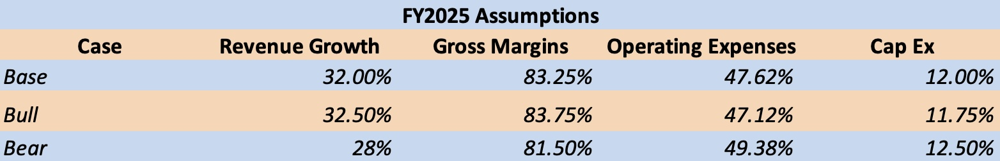 FY2025 Assumptions
Case Revenue Growth Gross Margins Operating Expenses Cap Ex
Base 32.00% 83.25% 47.62% 12.00%
Bull 32.50% 83.75% 47.12% 11.75%
Bear 28% 81.50% 49.38% 12.50%